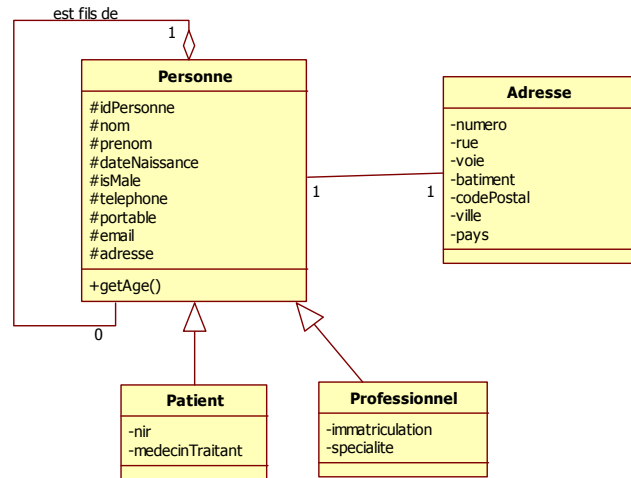 est fils de
1
Personne
#idPersonne
#nom
#prenom
#dateNaissance
#isMale
#telephone
#portable
#email
#adresse
+getAge()
0
1
1
Adresse
-numero
-rue
-voie
-batiment
-codePostal
-ville
-pays
Patient
-nir
-medecinTraitant
Professionnel
-immatriculation
-specialite